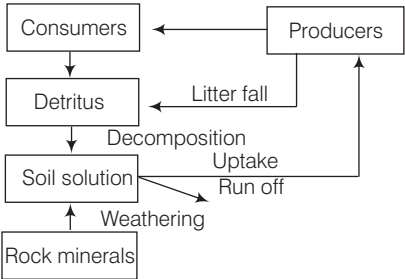 Consumers
Producers
Detritus
Litter fall
Decomposition
Soil solution
Uptake
Run off
Weathering
Rock minerals